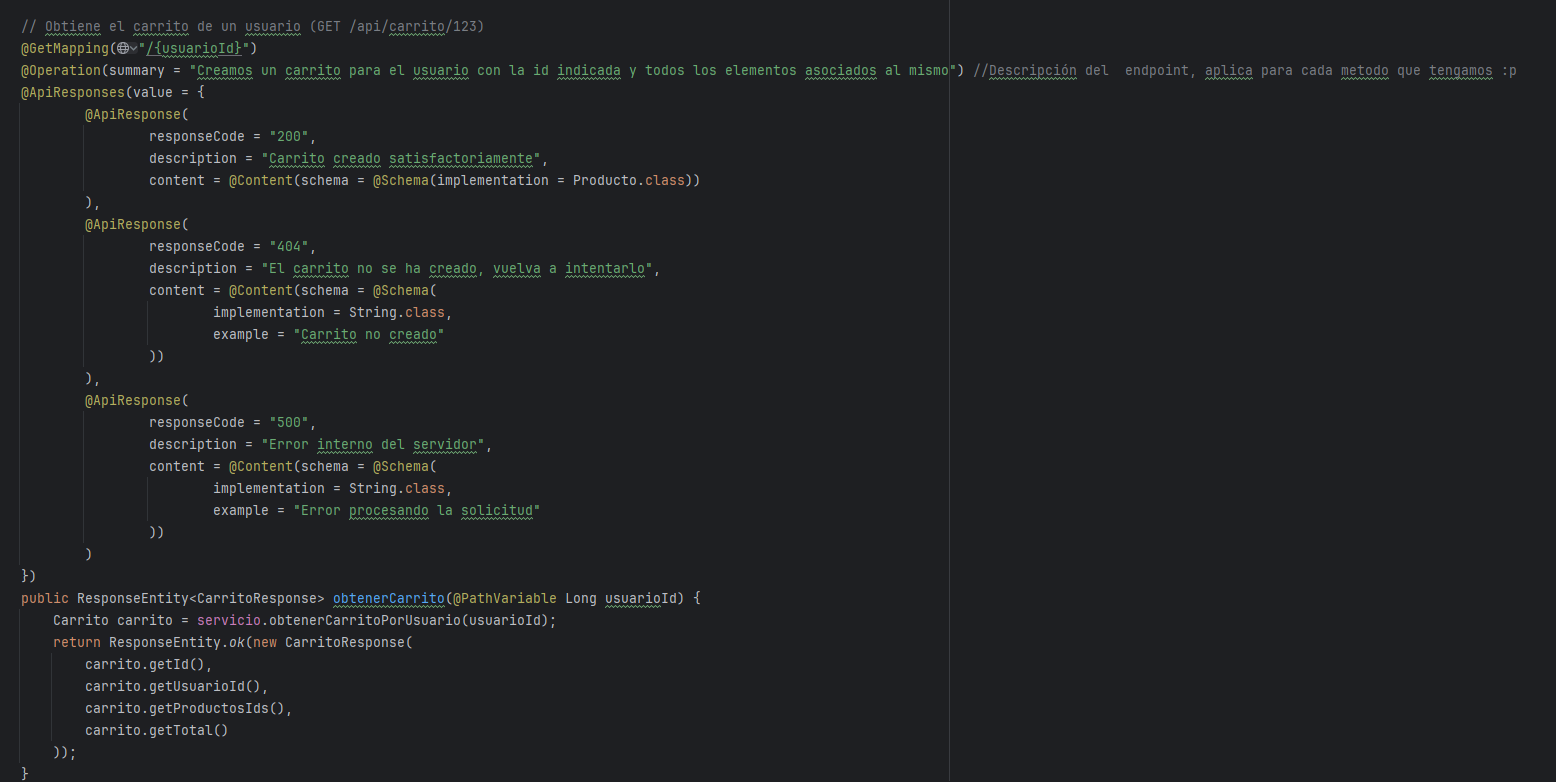 // Obtiene el carrito de un usuario (GET /api/carrito/123)
@GetMapping("/{usuarioId}")
@Operation(summary = "Creamos un carrito para el usuario con la id indicada y todos los elementos asociados al mismo") //Descripción del  endpoint, aplica para cada metodo que tengamos :p
@ApiResponses(value = {
        @ApiResponse(
                responseCode = "200",
                description = "Carrito creado satisfactoriamente",
                content = @Content(schema = @Schema(implementation = Producto.class))
        ),
        @ApiResponse(
                responseCode = "404",
                description = "El carrito no se ha creado, vuelva a intentarlo",
                content = @Content(schema = @Schema(
                        implementation = String.class,
                        example = "Carrito no creado"
                ))
        ),
        @ApiResponse(
                responseCode = "500",
                description = "Error interno del servidor",
                content = @Content(schema = @Schema(
                        implementation = String.class,
                        example = "Error procesando la solicitud"
                ))
        )
})
public ResponseEntity<CarritoResponse> obtenerCarrito(@PathVariable Long usuarioId) {
    Carrito carrito = servicio.obtenerCarritoPorUsuario(usuarioId);
    return ResponseEntity.ok(new CarritoResponse(
        carrito.getId(),
        carrito.getUsuarioId(),
        carrito.getProductosIds(),
        carrito.getTotal()
    ));
}